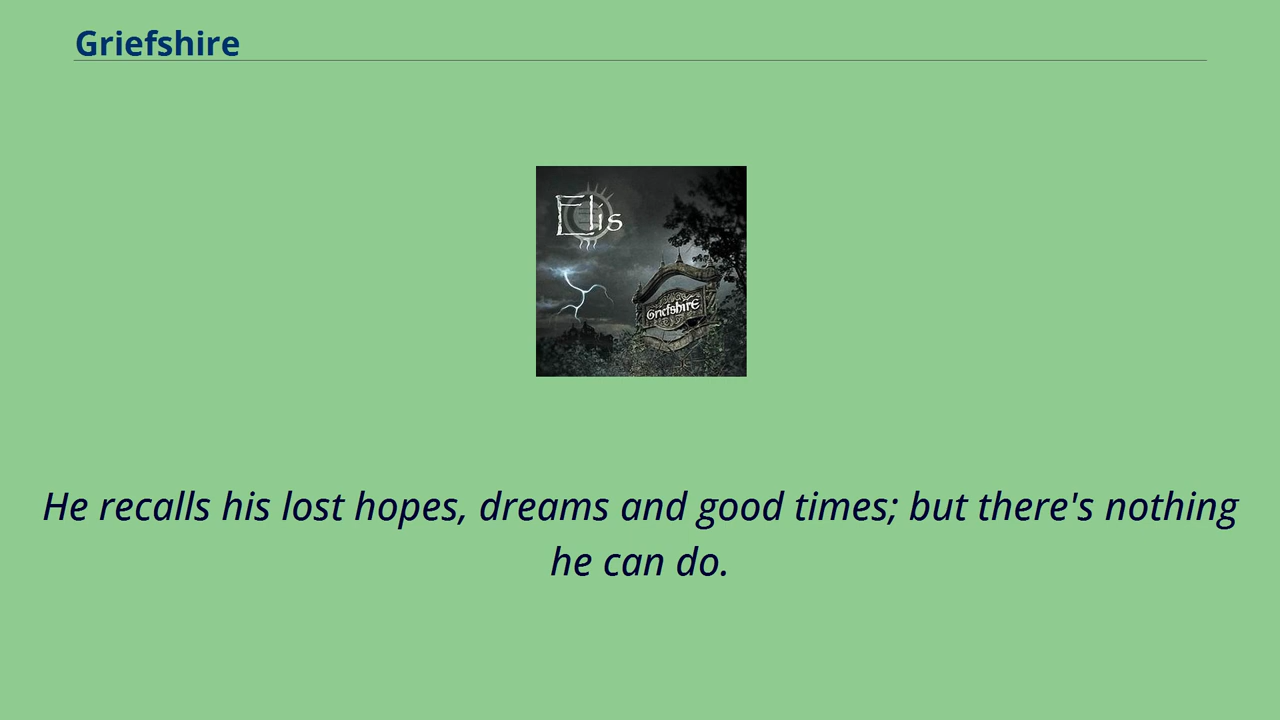 Griefshire
Elis
Griefshire
He recalls his lost hopes, dreams and good times; but there's nothing
he can do.